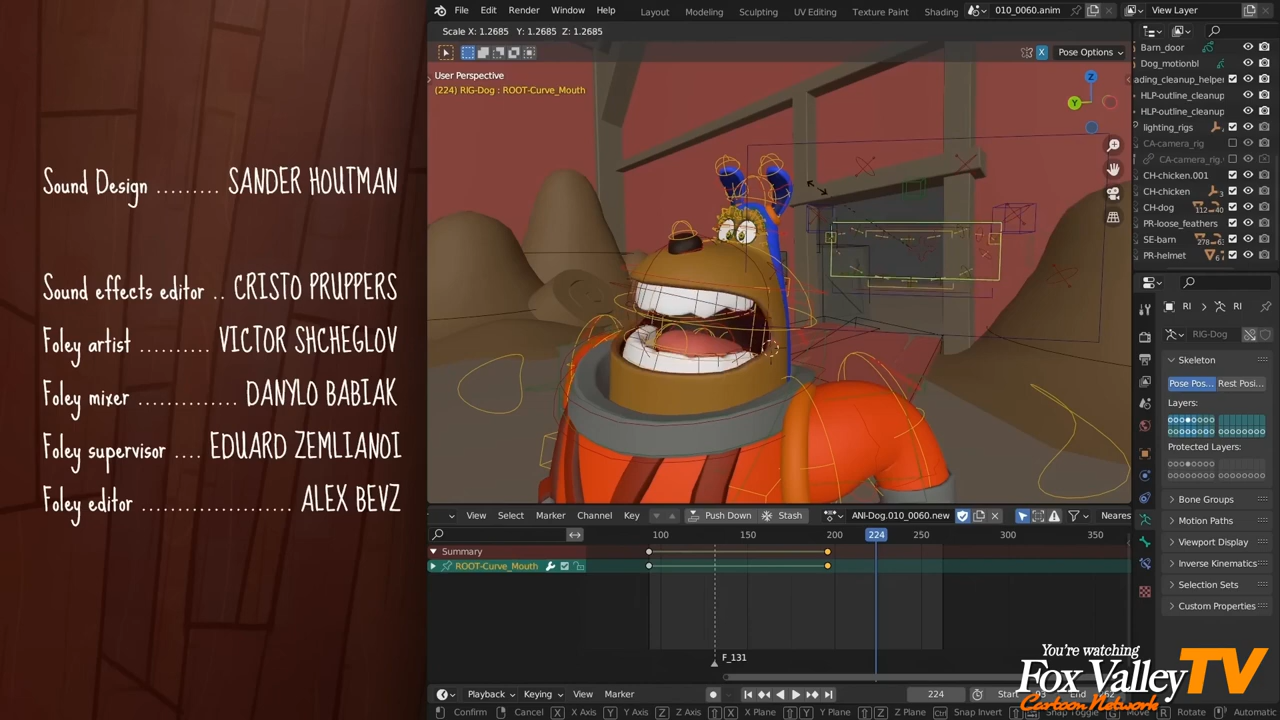 Sound Design ......... SANDER HOUTMAN
Sound effects editor .. CRISTO PRUPPERS
Foley artist .......... VICTOR SHCHEGLOV
Foley mixer ............. DANYLO BABIAK
Foley supervisor .... EDUARD ZEMLIANOI
Foley editor ...................... ALEX BEVZ
File Edit Render Window Help Layout Modeling Sculpting UV Editing Texture Paint Shading 010_0060.anim View Layer
Scale X: 1.2685 Y: 1.2685 Z: 1.2685
X Pose Options
User Perspective
(224) RIG-Dog : ROOT-Curve_Mouth
Z
Y
Barn_door
Dog_motionbl
ading_cleanup_helper
HLP-outline_cleanup
HLP-outline_cleanup
lighting_rigs
CA-camera_rig
CA-camera_rig.
CH-chicken.001
CH-chicken
CH-dog
PR-loose_feathers
SE-barn
PR-helmet
RI > RI
RIG-Dog
Skeleton
Pose Pos... Rest Posi...
Layers:
Protected Layers:
Bone Groups
Motion Paths
Viewport Display
Inverse Kinematics
Selection Sets
Custom Properties
View Select Marker Channel Key Push Down Stash ANI-Dog.010_0060.new Neares
100 150 200 224 250 300 350
Summary
ROOT-Curve_Mouth
F_131
Playback Keying View Marker 224 Start End
Confirm Cancel X X Axis Y Y Axis Z Z Axis X X Plane Y Y Plane Z Z Plane Snap Invert Snap Toggle Move R Rotate Automatic
You're watching
Fox Valley TV
Cartoon Network